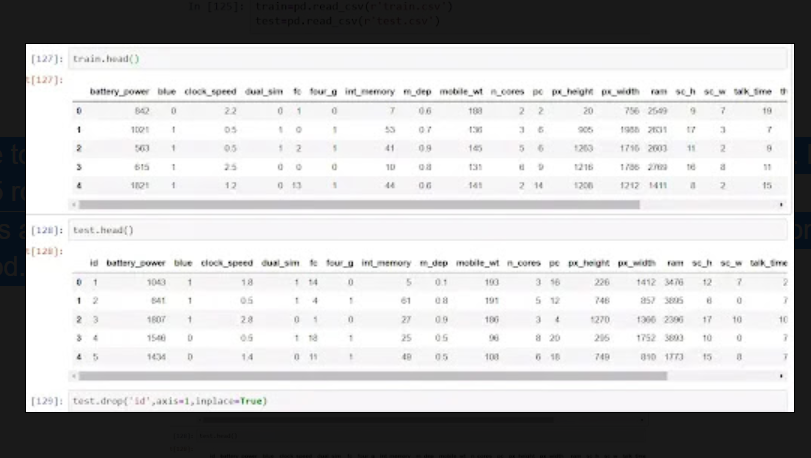 In [125]: train=pd.read_csv(r'train.csv')
test=pd.read_csv(r'test.csv')
[127]: train.head()
t[127]:
battery_power blue clock_speed dual_sim fc four_g int_memory m_dep mobile_wt n_cores pc px_height px_width ram sc_h sc_w talk_time th
0 842 0 2.2 0 1 0 7 0.6 188 2 2 20 756 2549 9 7 19
1 1021 1 0.5 1 0 1 53 0.7 136 3 6 905 1988 2631 17 3 7
2 563 1 0.5 1 2 1 41 0.9 145 5 6 1263 1716 2603 11 2 9
3 615 1 2.5 0 0 0 10 0.8 131 6 9 1216 1786 2769 16 8 11
4 1821 1 1.2 0 13 1 44 0.6 141 2 14 1208 1212 1411 8 2 15
[128]: test.head()
t[128]:
id battery_power blue clock_speed dual_sim fc four_g int_memory m_dep mobile_wt n_cores pc px_height px_width ram sc_h sc_w talk_time
0 1 1043 1 1.8 1 14 0 5 0.1 193 3 16 226 1412 3476 12 7 2
1 2 841 1 0.5 1 4 1 61 0.8 191 5 12 746 857 3895 6 0 7
2 3 1807 1 2.8 0 1 0 27 0.9 186 3 4 1270 1366 2396 17 10 10
3 4 1546 0 0.5 1 18 1 25 0.5 96 8 20 295 1752 3893 10 0 7
4 5 1434 0 1.4 0 11 1 49 0.5 108 6 18 749 810 1773 15 8 7
[129]: test.drop('id',axis=1,inplace=True)